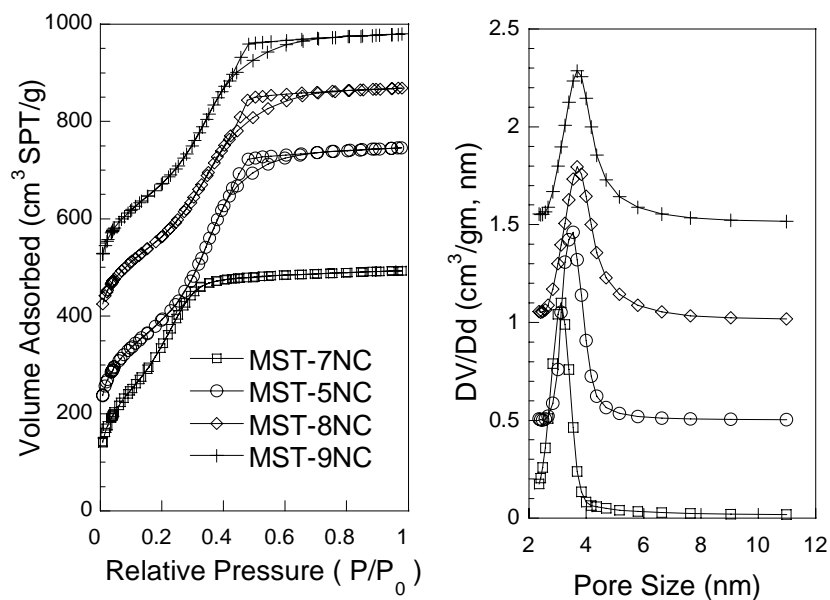 1000
800
600
400
200
0
Volume Adsorbed (cm³ SPT/g)
MST-7NC
MST-5NC
MST-8NC
MST-9NC
0 0.2 0.4 0.6 0.8 1
Relative Pressure ( P/P₀ )
2.5
2
1.5
1
0.5
0
DV/Dd (cm³/gm, nm)
2 4 6 8 10 12
Pore Size (nm)